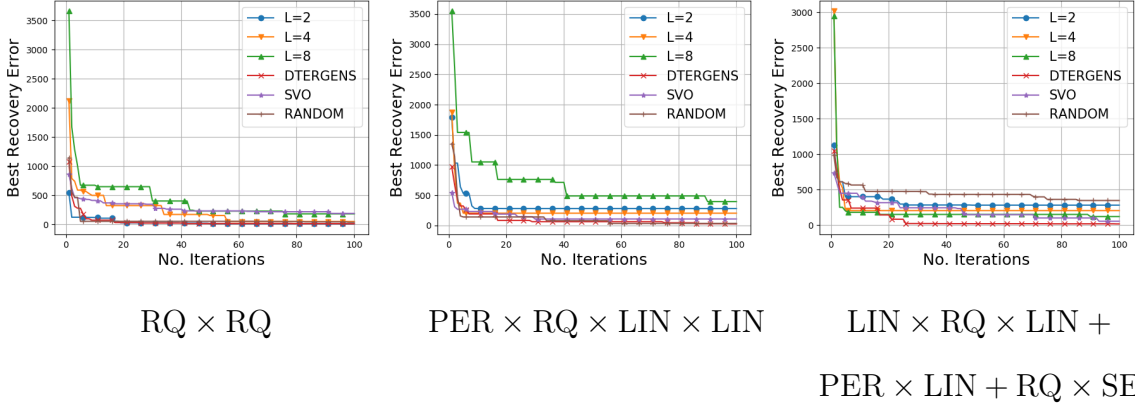 Best Recovery Error
3500
3000
2500
2000
1500
1000
500
0
0
20
40
60
80
100
No. Iterations
L=2
L=4
L=8
DTERGENS
SVO
RANDOM
RQ × RQ
Best Recovery Error
3500
3000
2500
2000
1500
1000
500
0
0
20
40
60
80
100
No. Iterations
L=2
L=4
L=8
DTERGENS
SVO
RANDOM
PER × RQ × LIN × LIN
Best Recovery Error
3000
2500
2000
1500
1000
500
0
0
20
40
60
80
100
No. Iterations
L=2
L=4
L=8
DTERGENS
SVO
RANDOM
LIN × RQ × LIN +
PER × LIN + RQ × SE